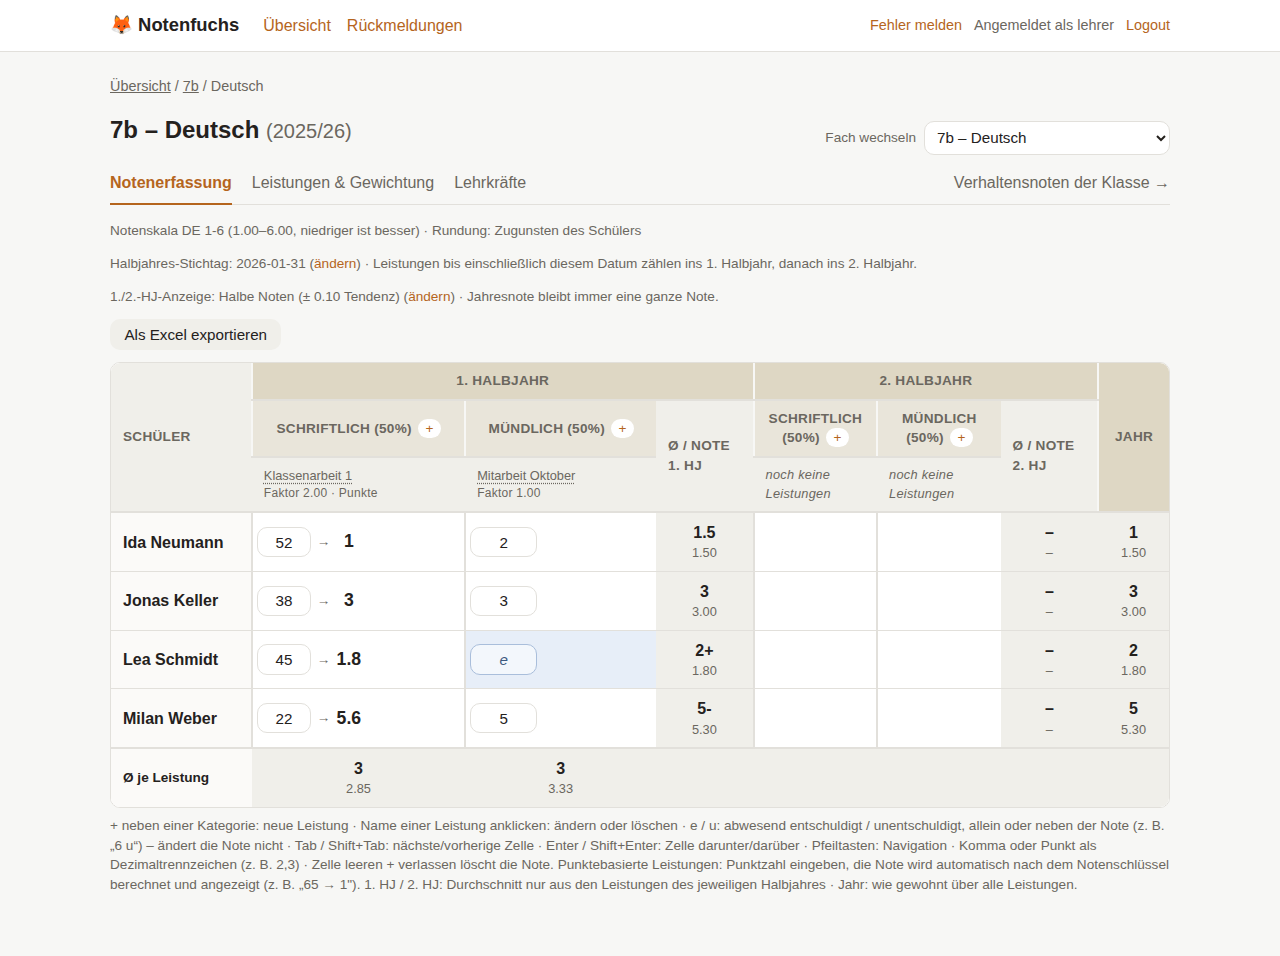 🦊 Notenfuchs Übersicht Rückmeldungen Fehler melden Angemeldet als lehrer Logout
Übersicht / 7b / Deutsch
7b – Deutsch (2025/26)
Fach wechseln 7b – Deutsch
Notenerfassung Leistungen & Gewichtung Lehrkräfte Verhaltensnoten der Klasse →
Notenskala DE 1-6 (1.00–6.00, niedriger ist besser) · Rundung: Zugunsten des Schülers
Halbjahres-Stichtag: 2026-01-31 (ändern) · Leistungen bis einschließlich diesem Datum zählen ins 1. Halbjahr, danach ins 2. Halbjahr.
1./2.-HJ-Anzeige: Halbe Noten (± 0.10 Tendenz) (ändern) · Jahresnote bleibt immer eine ganze Note.
Als Excel exportieren
SCHÜLER 1. HALBJAHR 2. HALBJAHR JAHR
SCHRIFTLICH (50%) + MÜNDLICH (50%) + Ø / NOTE 1. HJ SCHRIFTLICH (50%) + MÜNDLICH (50%) + Ø / NOTE 2. HJ
Klassenarbeit 1 Mitarbeit Oktober noch keine Leistungen noch keine Leistungen
Faktor 2.00 · Punkte Faktor 1.00
Ida Neumann 52 → 1 2 1.5 – 1
1.50 – 1.50
Jonas Keller 38 → 3 3 3 – 3
3.00 – 3.00
Lea Schmidt 45 → 1.8 e 2+ – 2
1.80 – 1.80
Milan Weber 22 → 5.6 5 5- – 5
5.30 – 5.30
Ø je Leistung 3 3
2.85 3.33
+ neben einer Kategorie: neue Leistung · Name einer Leistung anklicken: ändern oder löschen · e / u: abwesend entschuldigt / unentschuldigt, allein oder neben der Note (z. B.
„6 u“) – ändert die Note nicht · Tab / Shift+Tab: nächste/vorherige Zelle · Enter / Shift+Enter: Zelle darunter/darüber · Pfeiltasten: Navigation · Komma oder Punkt als
Dezimaltrennzeichen (z. B. 2,3) · Zelle leeren + verlassen löscht die Note. Punktebasierte Leistungen: Punktzahl eingeben, die Note wird automatisch nach dem Notenschlüssel
berechnet und angezeigt (z. B. „65 → 1"). 1. HJ / 2. HJ: Durchschnitt nur aus den Leistungen des jeweiligen Halbjahres · Jahr: wie gewohnt über alle Leistungen.